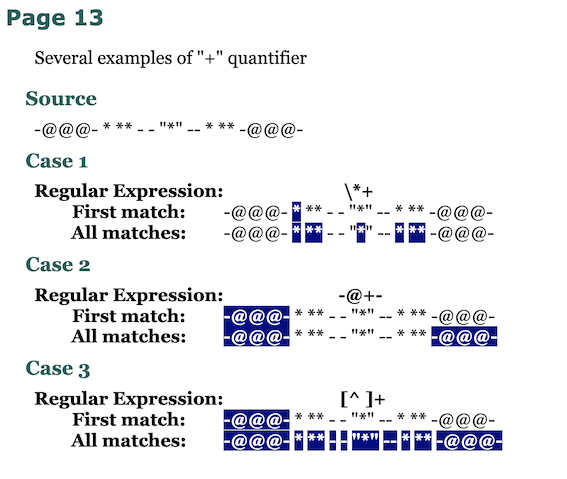 Page 13
Several examples of "+" quantifier
Source
-@@@- * ** - - "*" -- * ** -@@@-
Case 1
Regular Expression: \*+
First match: -@@@- * ** - - "*" -- * ** -@@@-
All matches: -@@@- * ** - - "*" -- * ** -@@@-
Case 2
Regular Expression: -@+-
First match: -@@@- * ** - - "*" -- * ** -@@@-
All matches: -@@@- * ** - - "*" -- * ** -@@@-
Case 3
Regular Expression: [^ ]+
First match: -@@@- * ** - - "*" -- * ** -@@@-
All matches: -@@@- * ** - - "*" -- * ** -@@@-